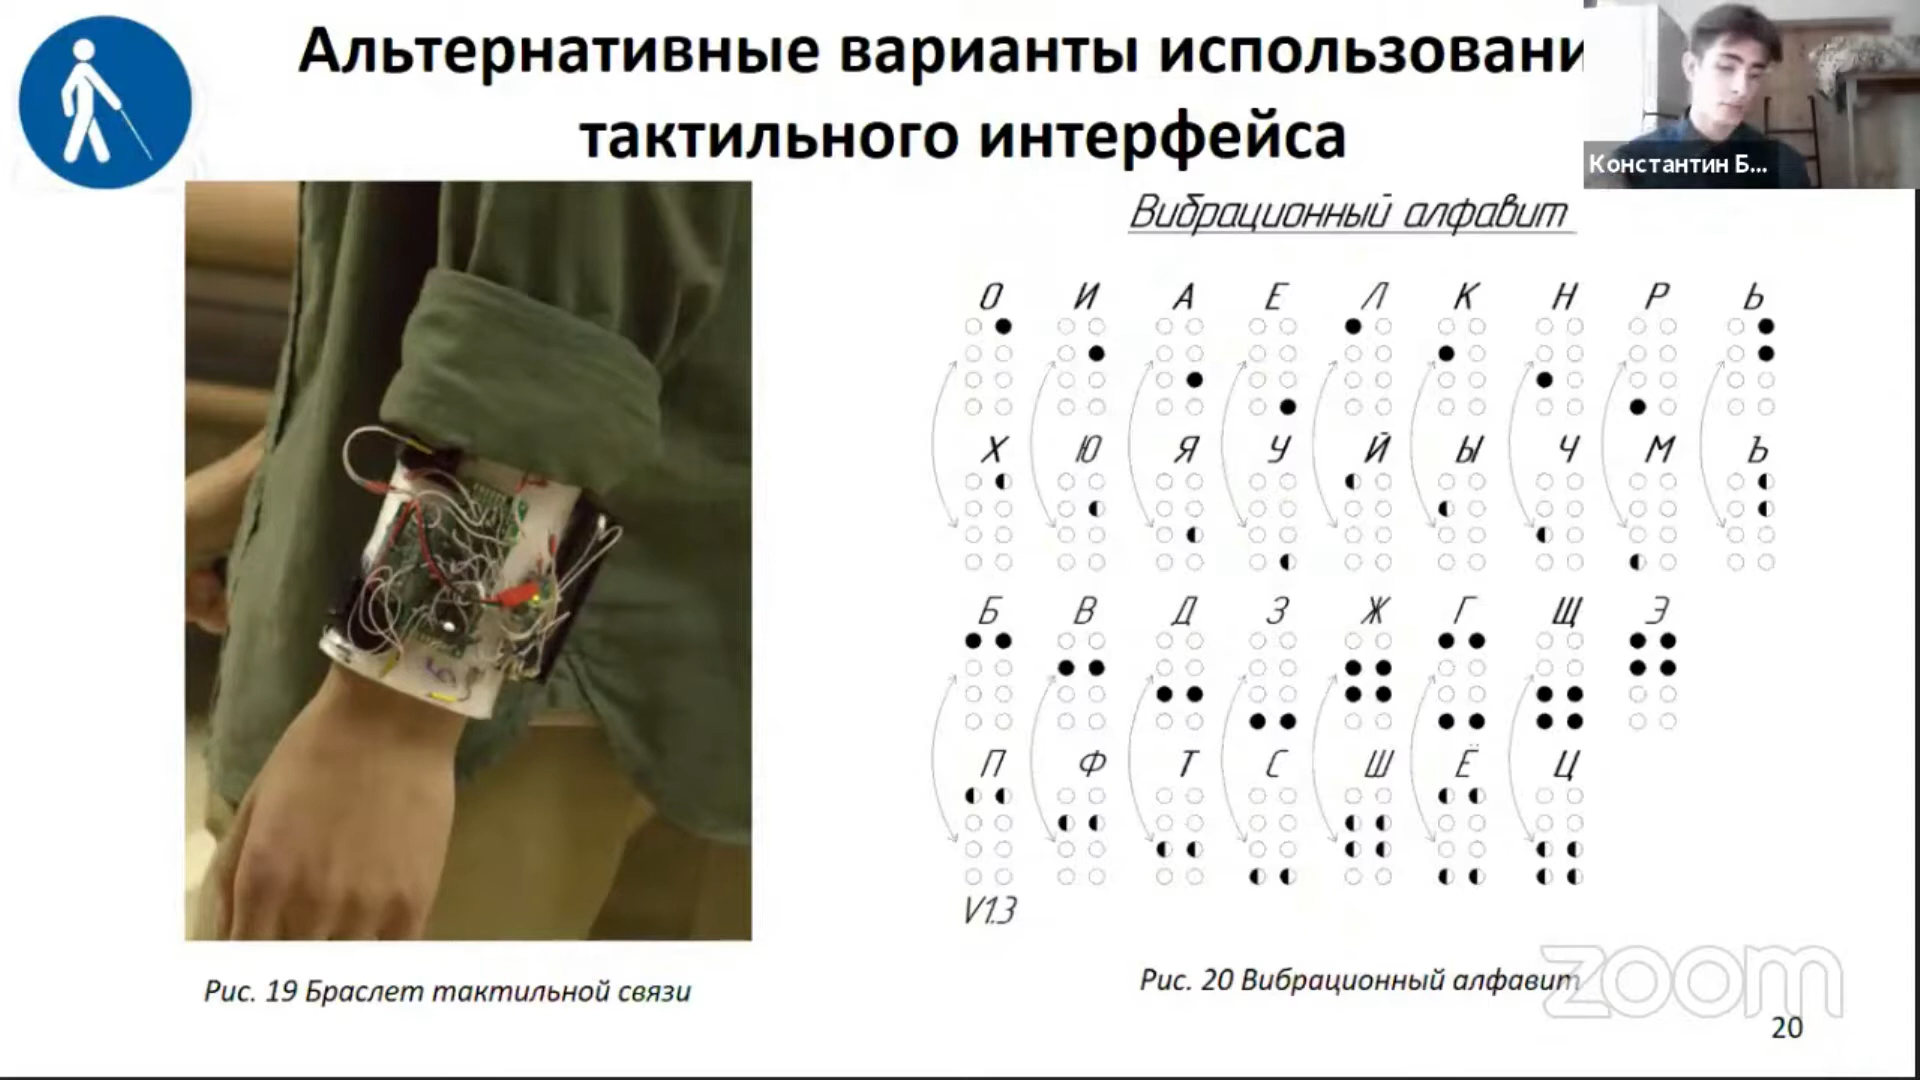 Альтернативные варианты использовани
тактильного интерфейса
Константин Б...
Вибрационный алфавит
О И А Е Л К Н Р Ь
Х Ю Я У Й Ы Ч М Ъ
Б В Д З Ж Г Щ Э
П Ф Т С Ш Ё Ц
V1.3
Рис. 19 Браслет тактильной связи
Рис. 20 Вибрационный алфавит
zoom
20